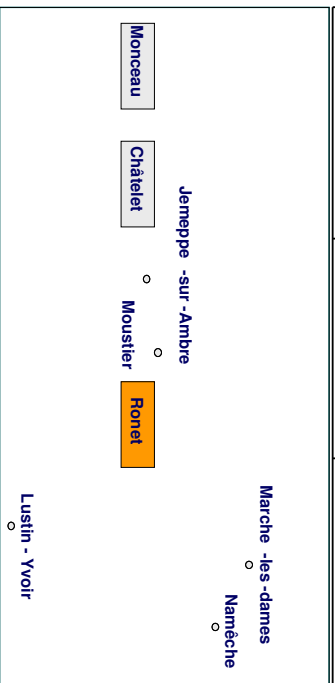 Marche -les -dames
Namêche
Jemeppe -sur -Ambre
Monceau
Châtelet
Moustier
Ronet
Lustin - Yvoir